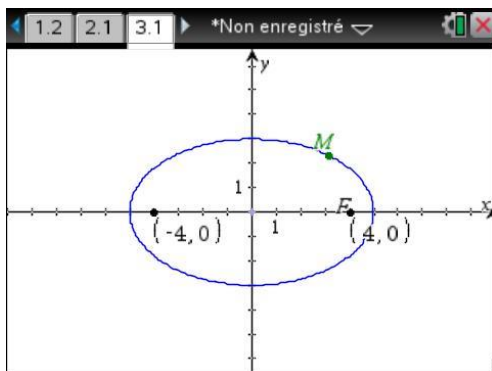 1.2 2.1 3.1 *Non enregistré
y
M
1
F x
(-4,0) 1 (4,0)